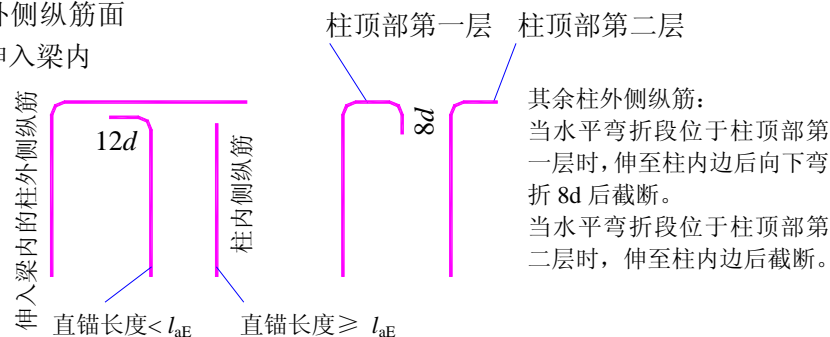 外侧纵筋面
伸入梁内
柱顶部第一层
柱顶部第二层
伸入梁内的柱外侧纵筋
12d
柱内侧纵筋
8d
其余柱外侧纵筋：
当水平弯折段位于柱顶部第
一层时，伸至柱内边后向下弯
折 8d 后截断。
当水平弯折段位于柱顶部第
二层时，伸至柱内边后截断。
直锚长度< laE
直锚长度≥ laE